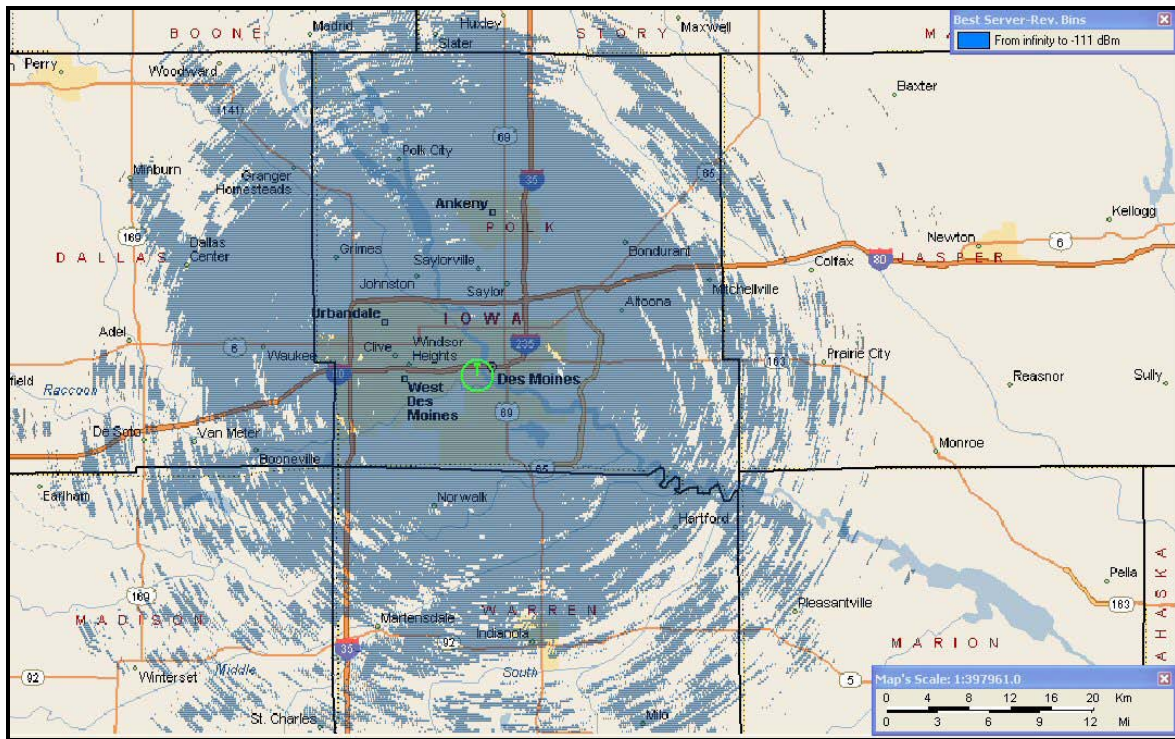 Best Server-Rev. Bins
From infinity to -111 dBm
Madrid
Huxley
Maxwell
BOONE
Slater
STORY
MA
Perry
Woodward
Baxter
141
69
Polk City
65
Minburn
Granger
Homesteads
35
Ankeny
Kellogg
POLK
169
Dallas
Center
Grimes
Bondurant
Newton
6
DALLAS
Saylorville
80
JASPER
Johnston
Colfax
Saylor
Mitchellville
Altoona
Urbandale
IOWA
Adel
Windsor
Heights
235
6
Waukee
Clive
163
Prairie City
80
Des Moines
field
Raccoon
West
Des
Moines
Reasnor
Sully
69
De Soto
Van Meter
Monroe
Booneville
65
Earlham
Norwalk
Hartford
Pella
169
Pleasantville
163
MADISON
Martensdale
WARREN
AHASKA
35
92
Indianola
MARION
92
Winterset
Middle
South
5
St. Charles
Milo
Map's Scale: 1:397961.0
0 4 8 12 16 20 Km
0 3 6 9 12 Mi